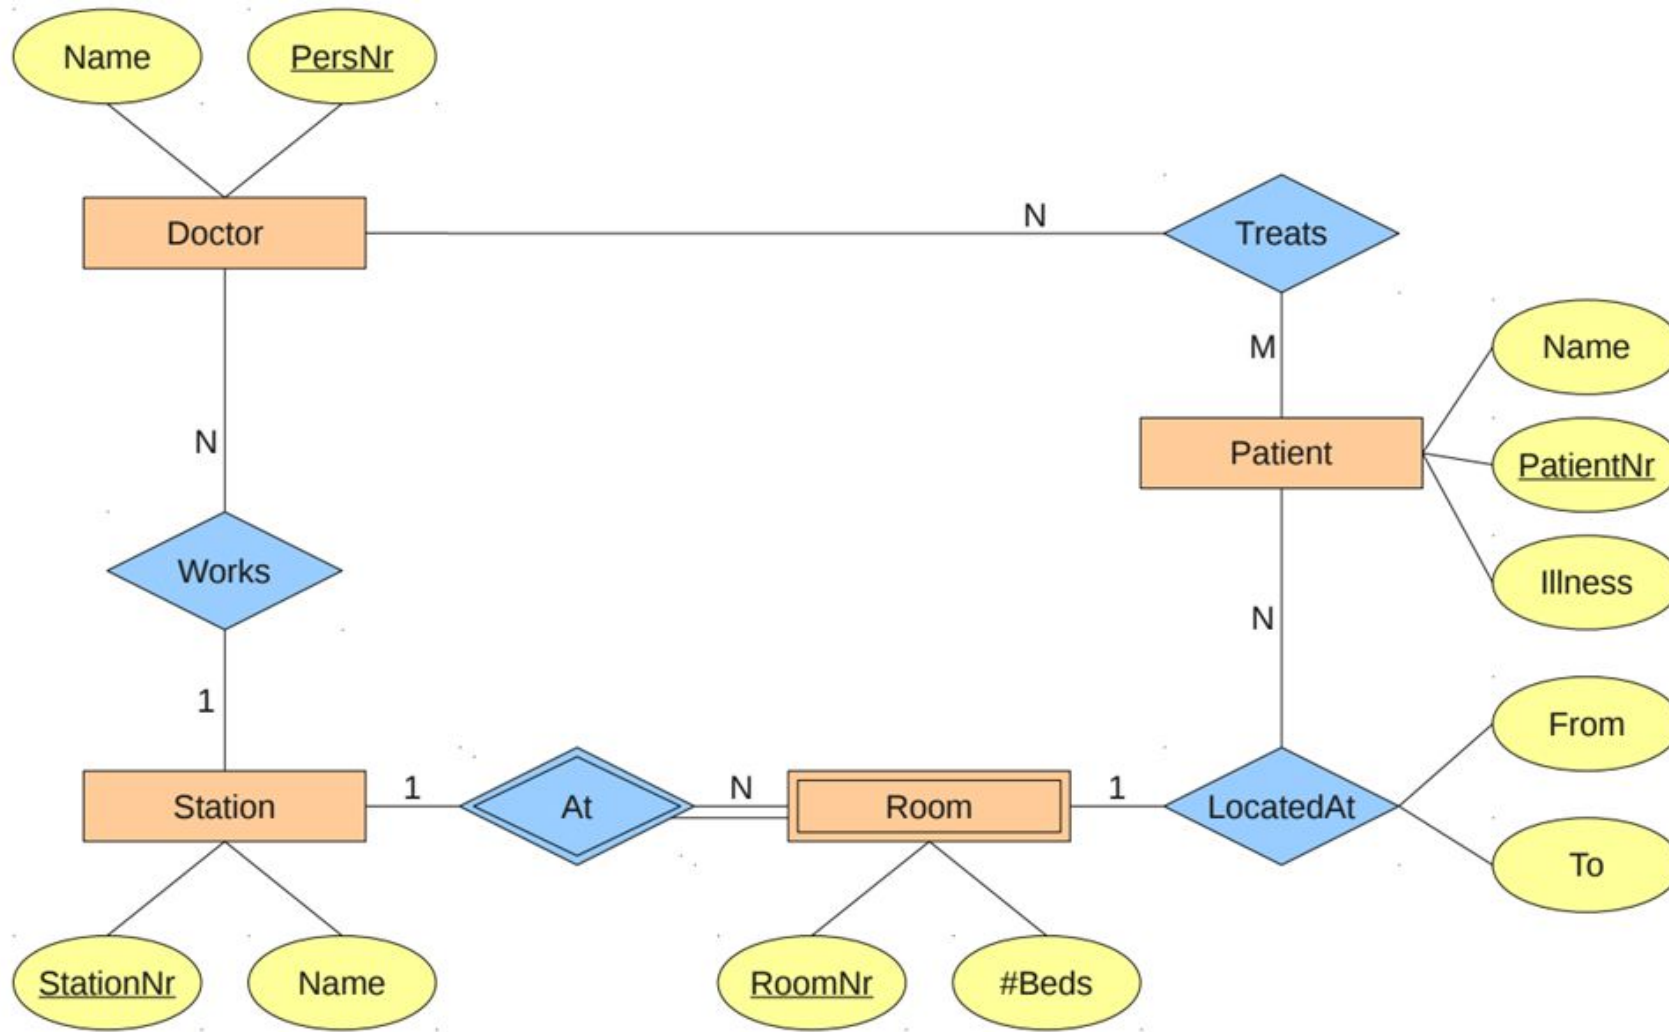 Name
PersNr
Doctor
N
Treats
M
Name
Patient
PatientNr
Illness
N
Works
N
1
From
Station
1
At
N
Room
1
LocatedAt
To
StationNr
Name
RoomNr
#Beds